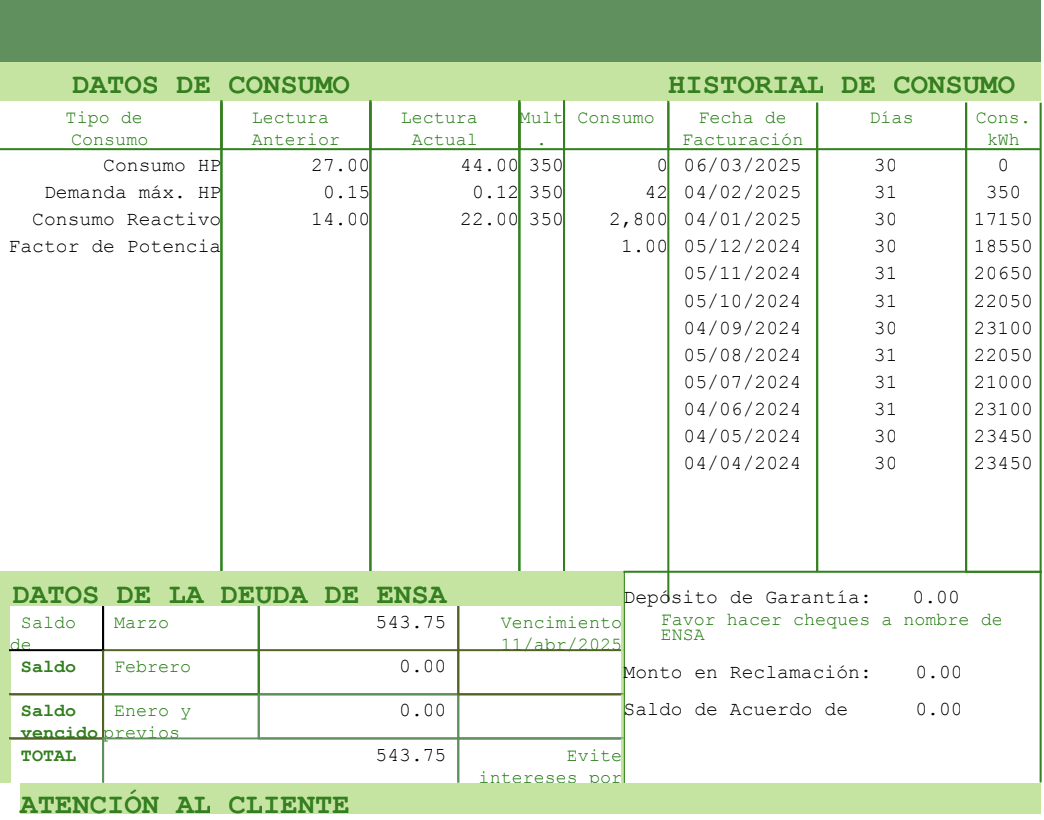 DATOS DE CONSUMO
Tipo de Consumo Lectura Anterior Lectura Actual Mult. Consumo
Consumo HP 27.00 44.00 350 0
Demanda máx. HP 0.15 0.12 350 42
Consumo Reactivo 14.00 22.00 350 2,800
Factor de Potencia 1.00
HISTORIAL DE CONSUMO
Fecha de Facturación Días Cons. kWh
06/03/2025 30 0
04/02/2025 31 350
04/01/2025 30 17150
05/12/2024 30 18550
05/11/2024 31 20650
05/10/2024 31 22050
04/09/2024 30 23100
05/08/2024 31 22050
05/07/2024 31 21000
04/06/2024 31 23100
04/05/2024 30 23450
04/04/2024 30 23450
DATOS DE LA DEUDA DE ENSA
Saldo de Marzo 543.75 Vencimiento 11/abr/2025
Saldo Febrero 0.00
Saldo vencido Enero y previos 0.00
TOTAL 543.75 Evite intereses por
Depósito de Garantía: 0.00
Favor hacer cheques a nombre de
ENSA
Monto en Reclamación: 0.00
Saldo de Acuerdo de 0.00
ATENCIÓN AL CLIENTE